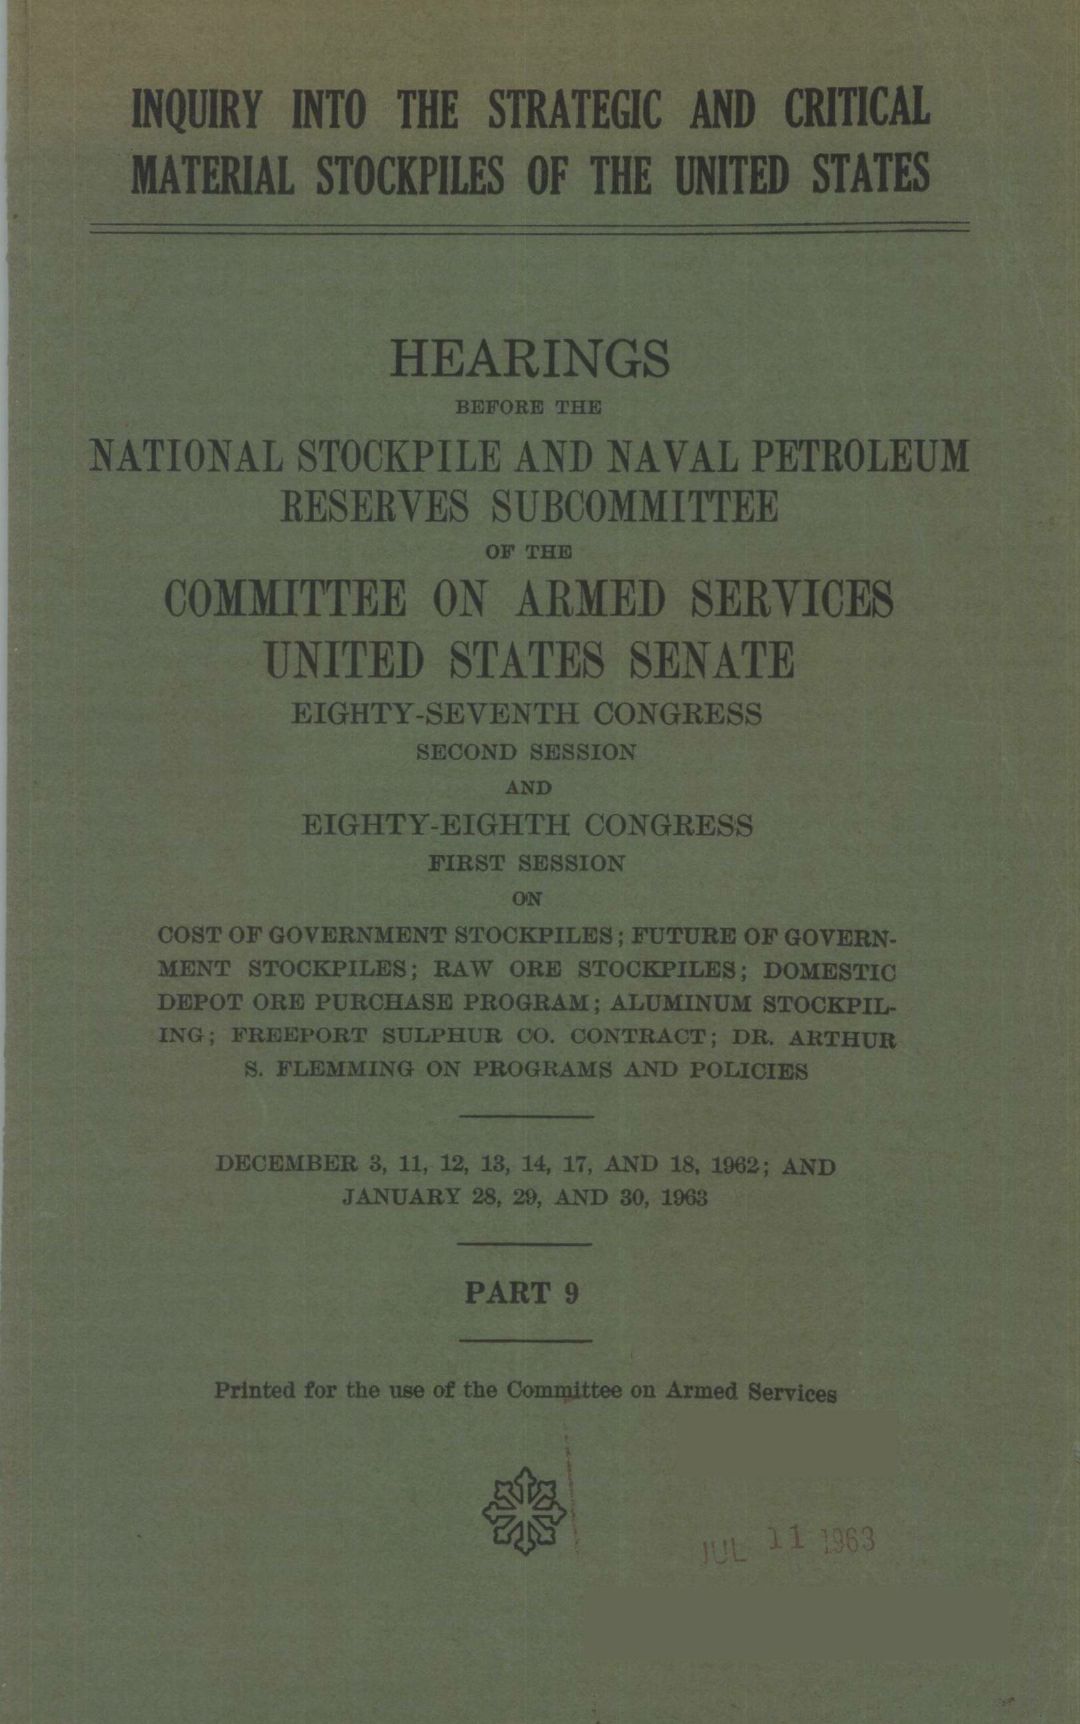 INQUIRY INTO THE STRATEGIC AND CRITICAL
MATERIAL STOCKPILES OF THE UNITED STATES
HEARINGS
BEFORE THE
NATIONAL STOCKPILE AND NAVAL PETROLEUM
RESERVES SUBCOMMITTEE
OF THE
COMMITTEE ON ARMED SERVICES
UNITED STATES SENATE
EIGHTY-SEVENTH CONGRESS
SECOND SESSION
AND
EIGHTY-EIGHTH CONGRESS
FIRST SESSION
ON
COST OF GOVERNMENT STOCKPILES; FUTURE OF GOVERN-
MENT STOCKPILES; RAW ORE STOCKPILES; DOMESTIC
DEPOT ORE PURCHASE PROGRAM; ALUMINUM STOCKPIL-
ING; FREEPORT SULPHUR CO. CONTRACT; DR. ARTHUR
S. FLEMMING ON PROGRAMS AND POLICIES
DECEMBER 3, 11, 12, 13, 14, 17, AND 18, 1962; AND
JANUARY 28, 29, AND 30, 1963
PART 9
Printed for the use of the Committee on Armed Services
JUL 11 1963